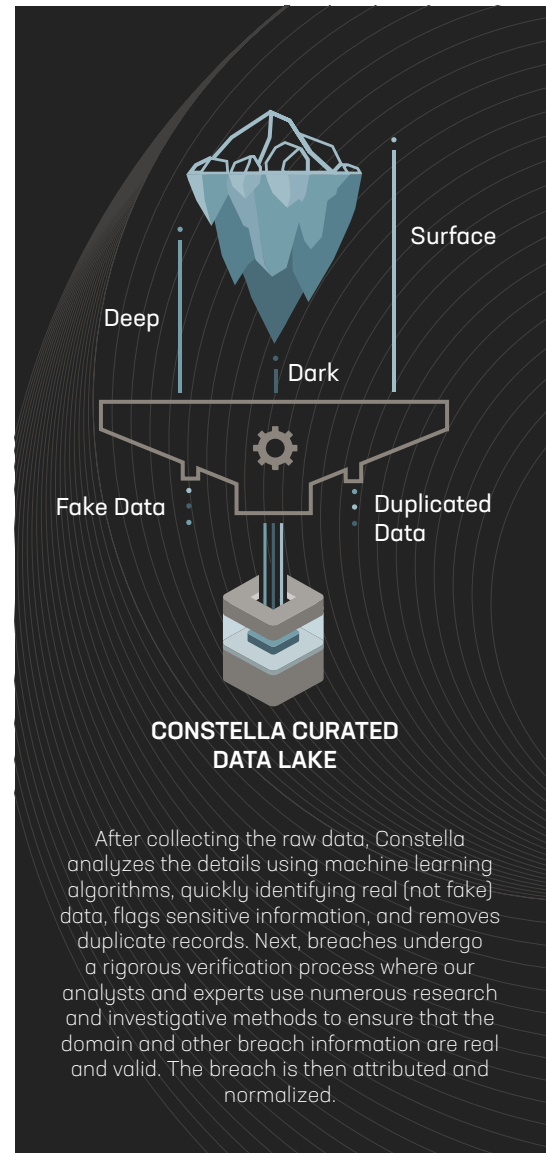 Surface
Deep
Dark
Fake Data
Duplicated
Data
CONSTELLA CURATED
DATA LAKE
After collecting the raw data, Constella
analyzes the details using machine learning
algorithms, quickly identifying real (not fake)
data, flags sensitive information, and removes
duplicate records. Next, breaches undergo
a rigorous verification process where our
analysts and experts use numerous research
and investigative methods to ensure that the
domain and other breach information are real
and valid. The breach is then attributed and
normalized.